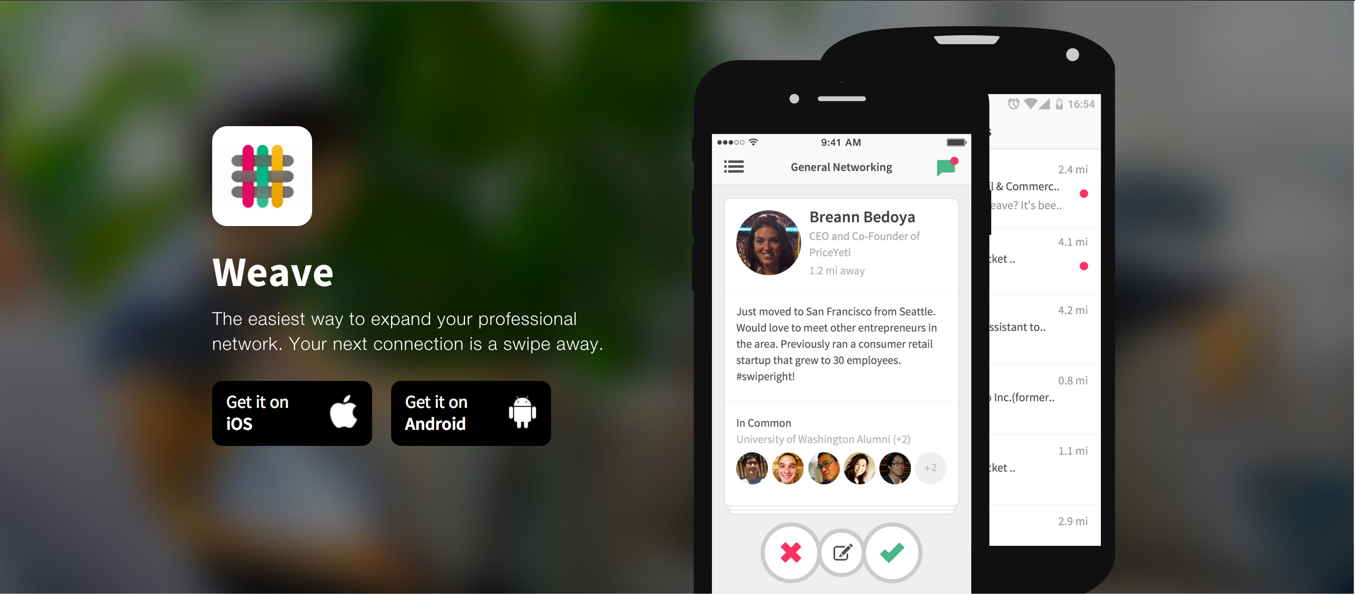 Weave
The easiest way to expand your professional
network. Your next connection is a swipe away.
Get it on
iOS
Get it on
Android
9:41 AM
General Networking
Breann Bedoya
CEO and Co-Founder of
PriceYeti
1.2 mi away
Just moved to San Francisco from Seattle.
Would love to meet other entrepreneurs in
the area. Previously ran a consumer retail
startup that grew to 30 employees.
#swiperight!
In Common
University of Washington Alumni (+2)
+2
16:54
s
2.4 mi
l & Commerc..
eave? It's bee..
4.1 mi
cket ..
4.2 mi
ssistant to..
0.8 mi
Inc.(former..
1.1 mi
cket ..
2.9 mi